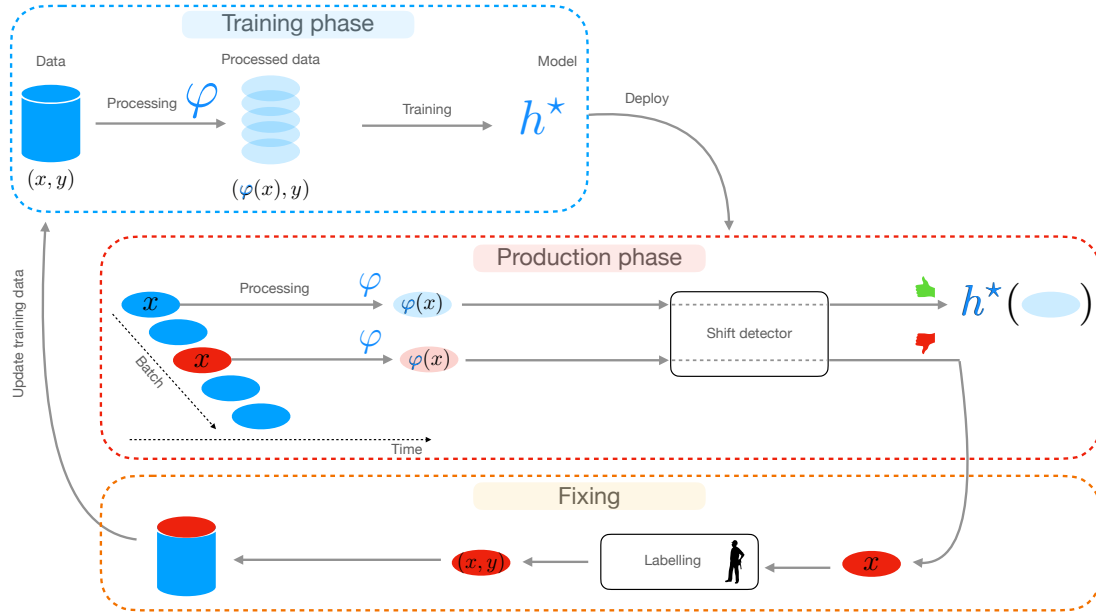 Training phase
Data
Processed data
Model
Processing
φ
Training
h*
Deploy
(x, y)
(φ(x), y)
Update training data
Production phase
x
Processing
φ
φ(x)
h*( )
x
φ
φ(x)
Shift detector
Batch
Time
Fixing
(x, y)
Labelling
x